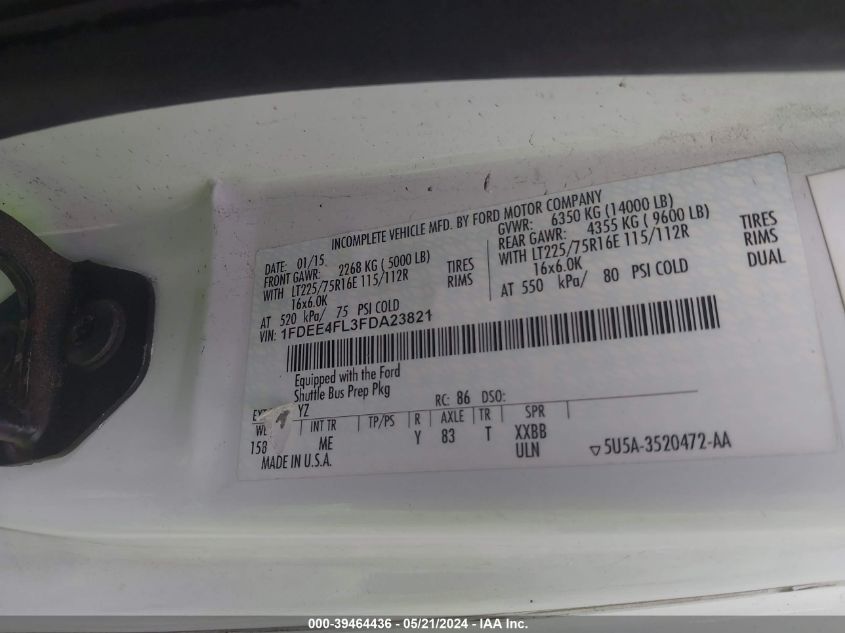 INCOMPLETE VEHICLE MFD. BY FORD MOTOR COMPANY
DATE: 01/15 GVWR: 6350 KG (14000 LB)
FRONT GAWR: 2268 KG (5000 LB) REAR GAWR: 4355 KG (9600 LB)
WITH LT225/75R16E 115/112R TIRES WITH LT225/75R16E 115/112R TIRES
16x6.0K RIMS 16x6.0K RIMS
AT 520 kPa/ 75 PSI COLD AT 550 kPa/ 80 PSI COLD DUAL
VIN: 1FDEE4FL3FDA23821
Equipped with the Ford
Shuttle Bus Prep Pkg
RC: 86 DSO:
YZ
INT TR TP/PS R AXLE TR SPR
158 ME Y 83 T XXBB
MADE IN U.S.A. ULN ▽5U5A-3520472-AA
000-39464436 - 05/21/2024 - IAA Inc.